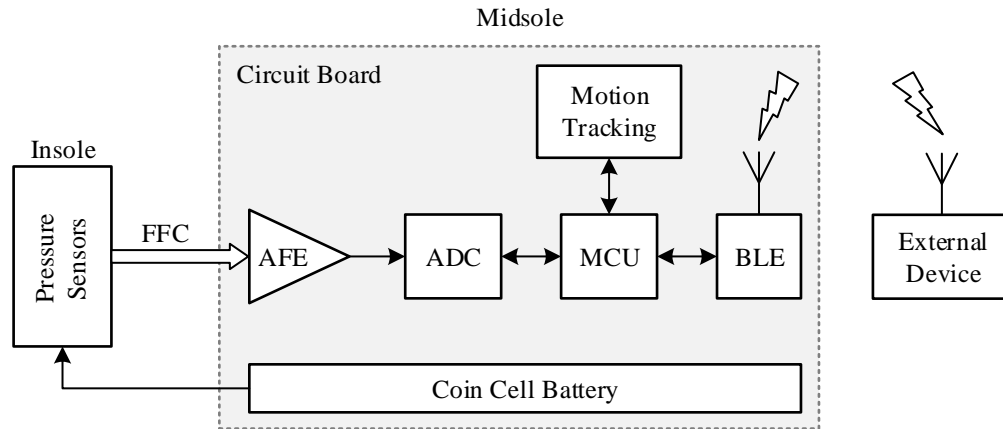 Midsole
Circuit Board
Motion
Tracking
Insole
Pressure
Sensors
FFC
AFE
ADC
MCU
BLE
External
Device
Coin Cell Battery